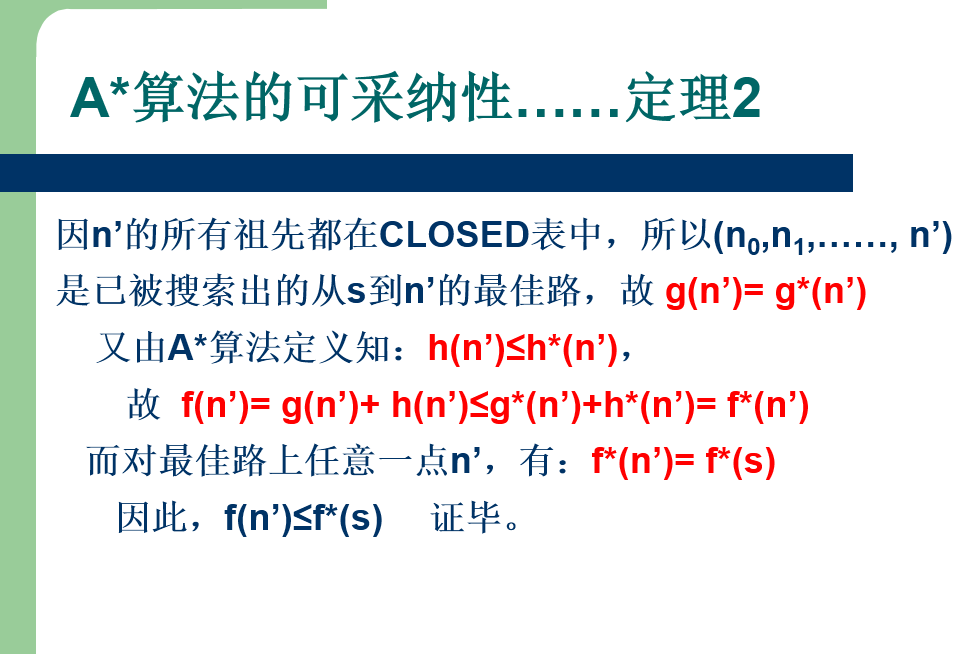 A*算法的可采纳性……定理2
因n’的所有祖先都在CLOSED表中，所以(n₀,n₁,……, n’)
是已被搜索出的从s到n’的最佳路，故 g(n’)= g*(n’)
又由A*算法定义知：h(n’)≤h*(n’)，
故 f(n’)= g(n’)+ h(n’)≤g*(n’)+h*(n’)= f*(n’)
而对最佳路上任意一点n’，有：f*(n’)= f*(s)
因此，f(n’)≤f*(s) 证毕。